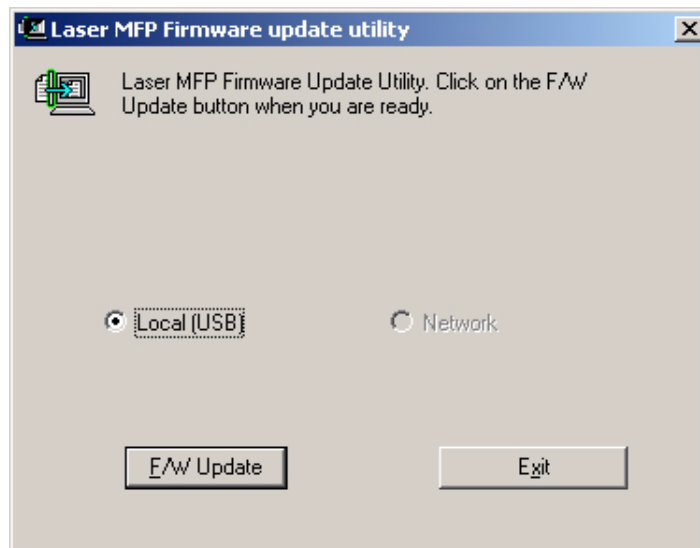 Laser MFP Firmware update utility
Laser MFP Firmware Update Utility. Click on the F/W
Update button when you are ready.
Local (USB) Network
F/W Update Exit